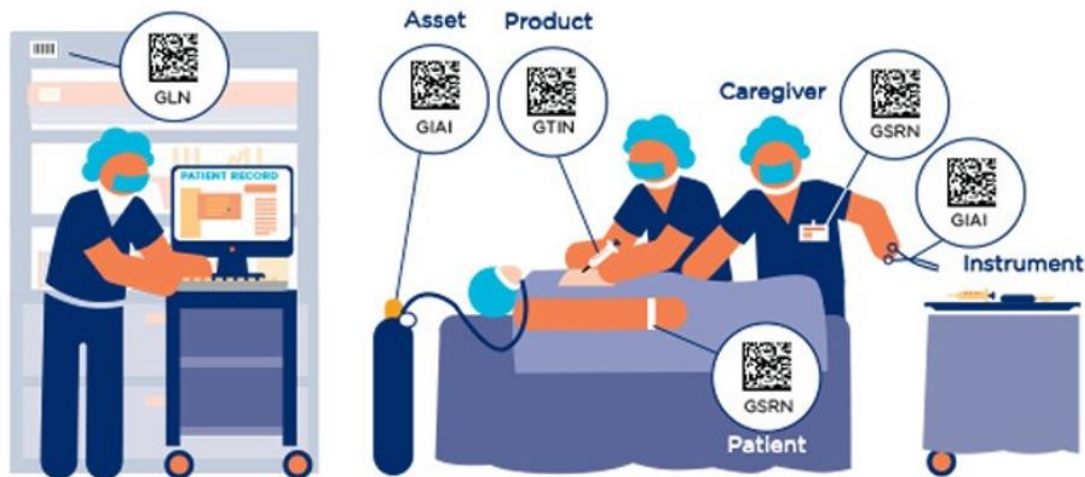 GLN
PATIENT RECORD
Asset
GIAI
Product
GTIN
Caregiver
GSRN
GIAI
Instrument
GSRN
Patient